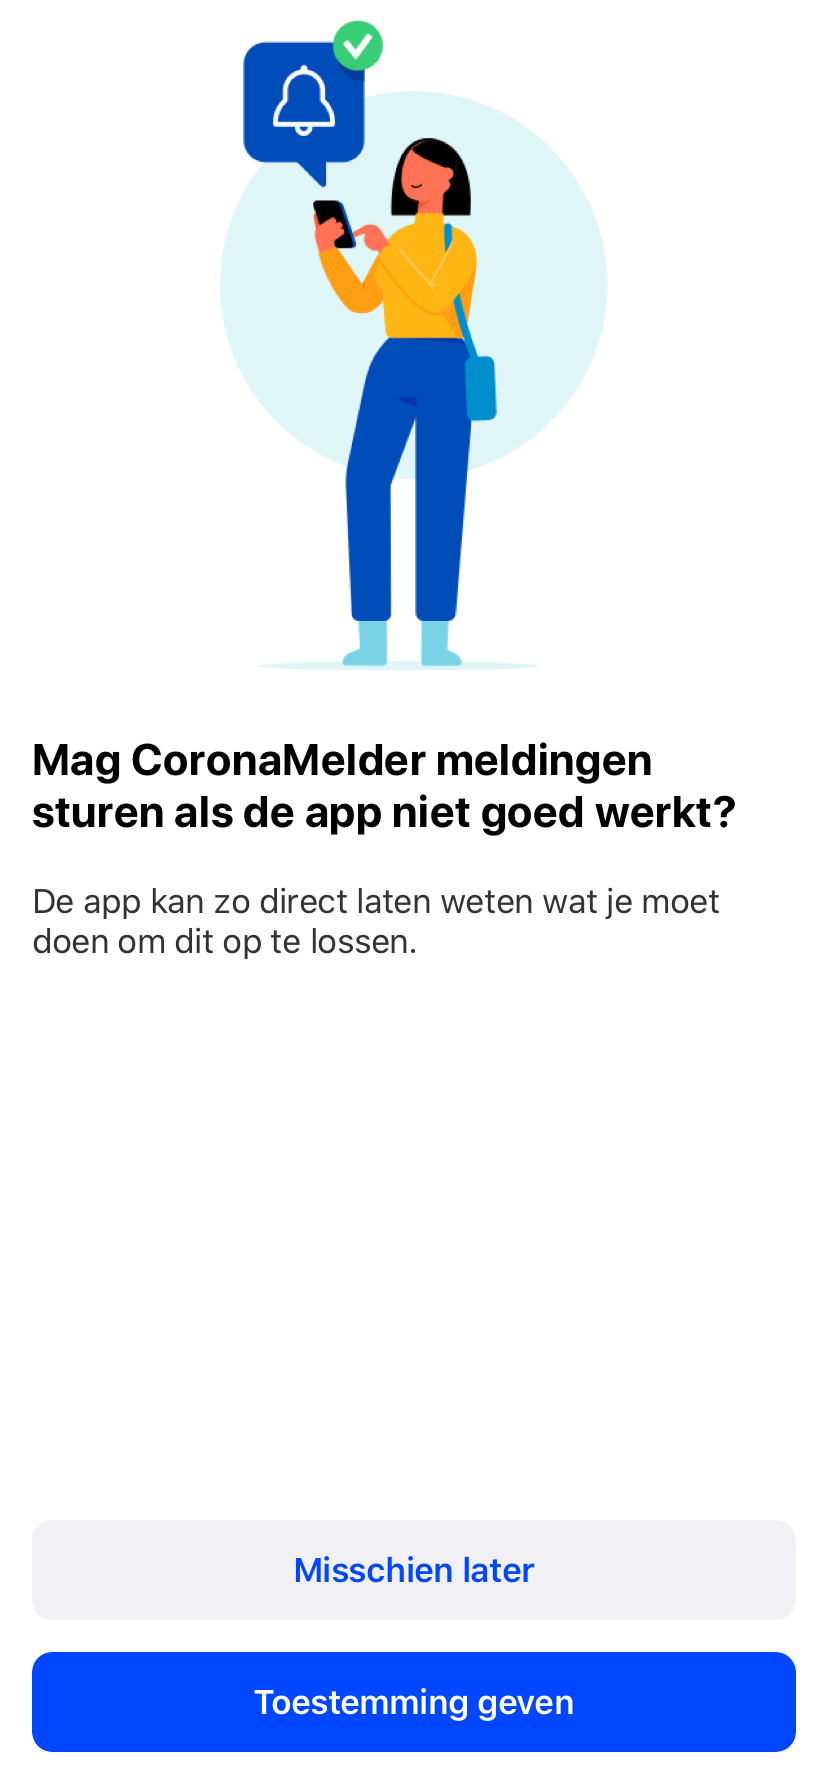 Mag CoronaMelder meldingen
sturen als de app niet goed werkt?
De app kan zo direct laten weten wat je moet
doen om dit op te lossen.
Misschien later
Toestemming geven